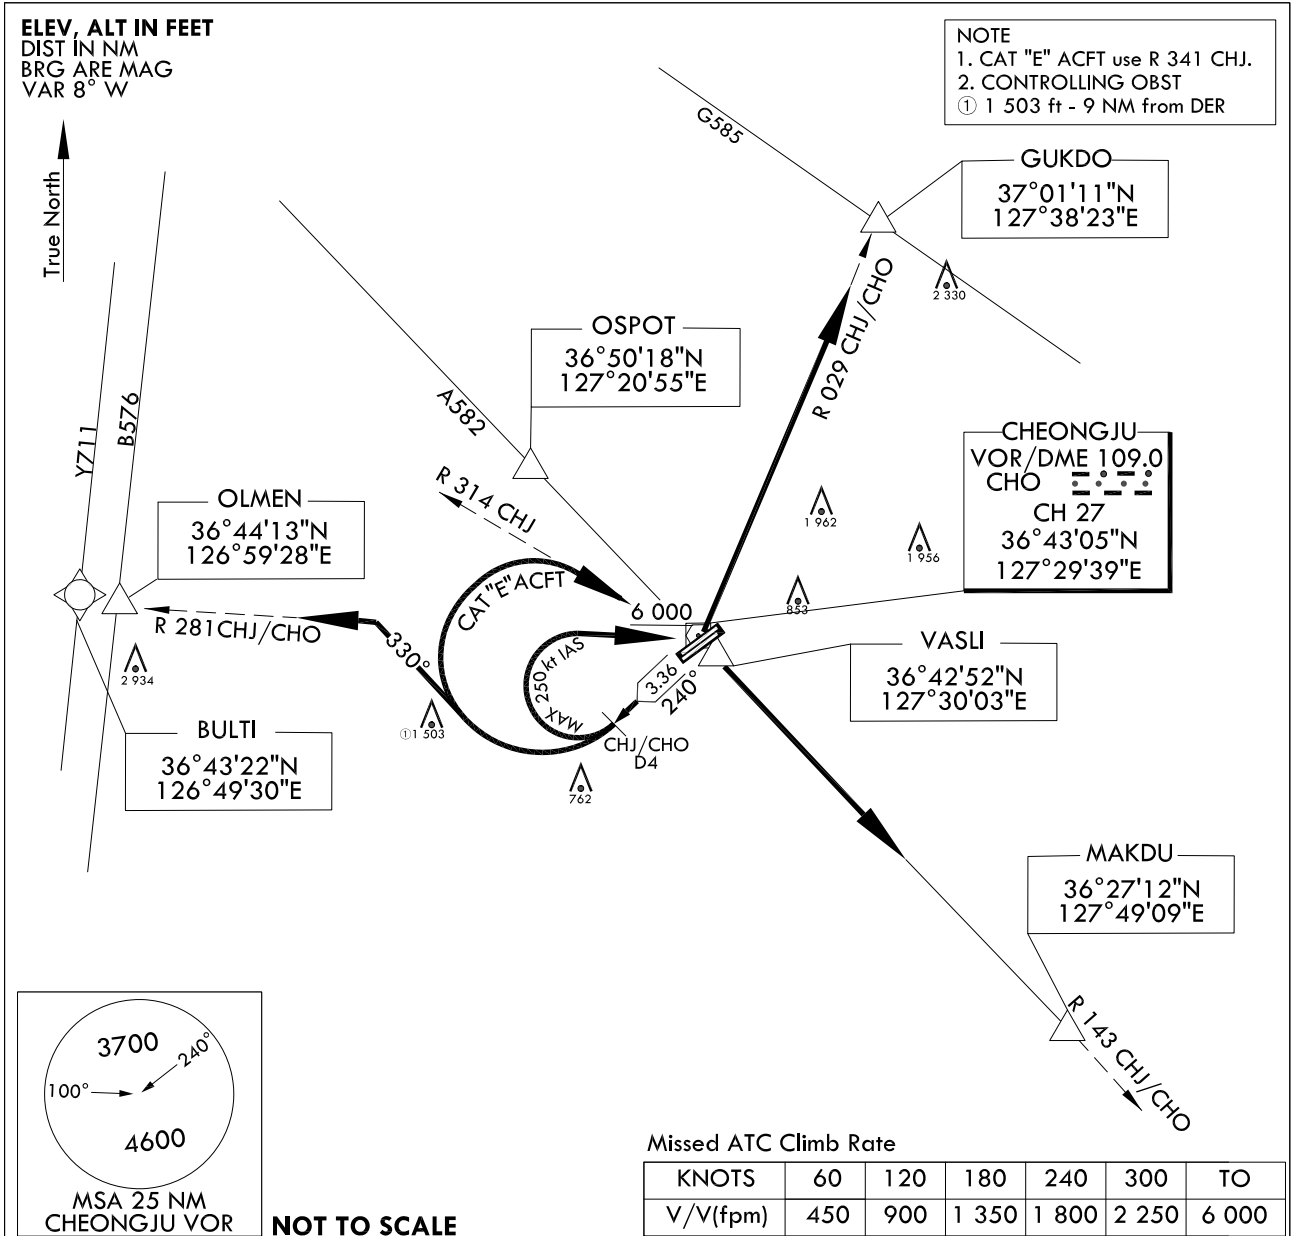 ELEV, ALT IN FEET
DIST IN NM
BRG ARE MAG
VAR 8° W
True North
NOTE
1. CAT "E" ACFT use R 341 CHJ.
2. CONTROLLING OBST
① 1 503 ft - 9 NM from DER
G585
GUKDO
37°01'11"N
127°38'23"E
2 330
R 029 CHJ/CHO
OSPOT
36°50'18"N
127°20'55"E
A582
Y711
B576
R 314 CHJ
OLMEN
36°44'13"N
126°59'28"E
CHEONGJU
VOR/DME 109.0
CHO
CH 27
36°43'05"N
127°29'39"E
1 962
1 956
853
CAT "E" ACFT
6 000
R 281CHJ/CHO
330°
MAX 250 kt IAS
3.36
240°
VASLI
36°42'52"N
127°30'03"E
2 934
①1 503
CHJ/CHO
D4
762
BULTI
36°43'22"N
126°49'30"E
MAKDU
36°27'12"N
127°49'09"E
R 143 CHJ/CHO
3700
240°
100°
4600
MSA 25 NM
CHEONGJU VOR
NOT TO SCALE
Missed ATC Climb Rate
KNOTS 60 120 180 240 300 TO
V/V(fpm) 450 900 1 350 1 800 2 250 6 000